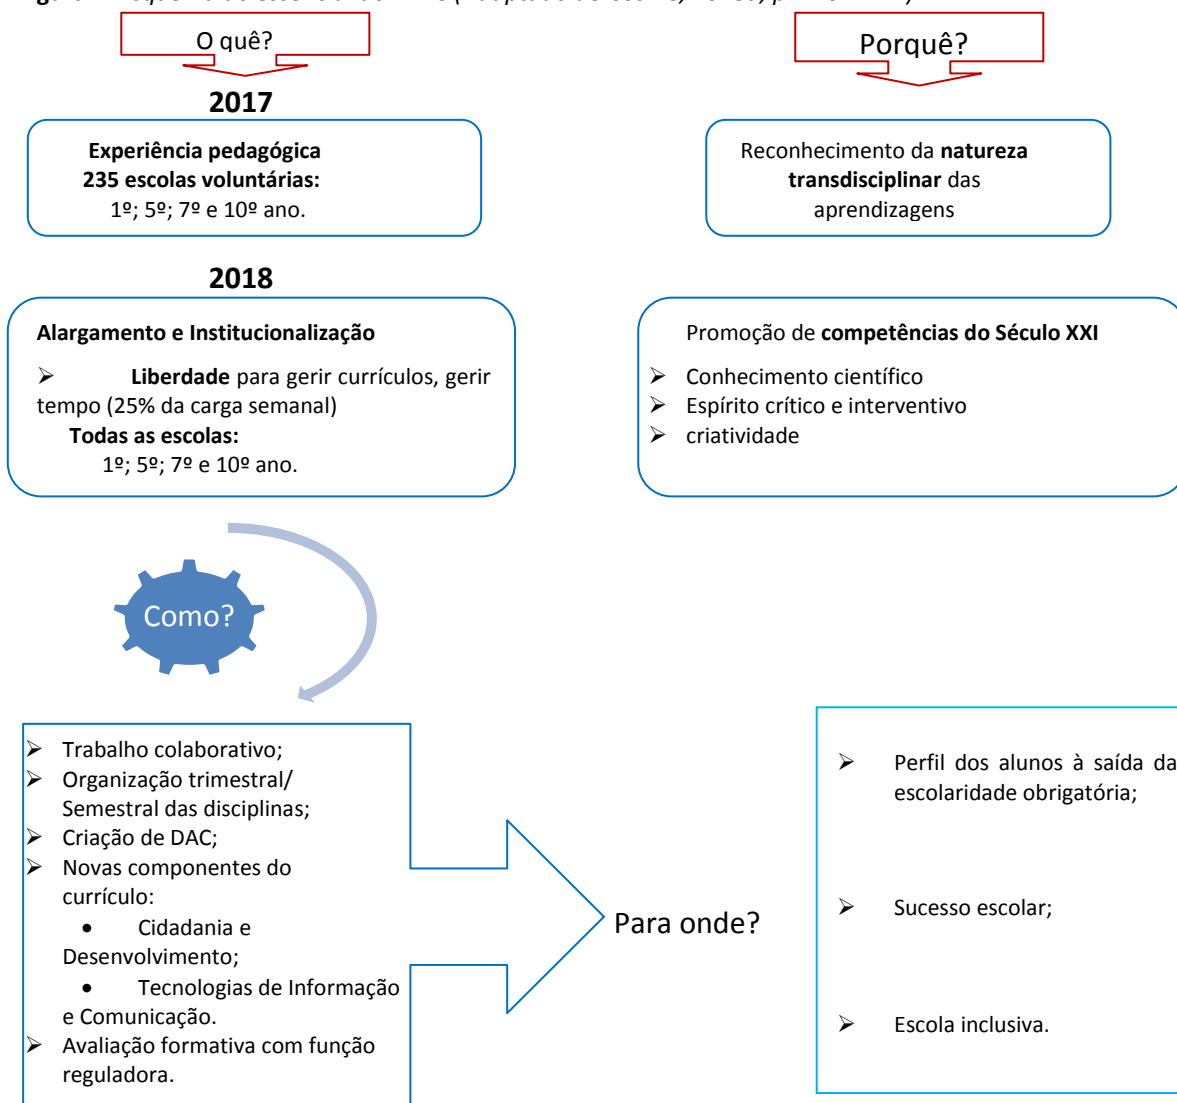 O quê?
Porquê?
2017
Experiência pedagógica
235 escolas voluntárias:
1º; 5º; 7º e 10º ano.
Reconhecimento da natureza
transdisciplinar das
aprendizagens
2018
Alargamento e Institucionalização
➢ Liberdade para gerir currículos, gerir
tempo (25% da carga semanal)
Todas as escolas:
1º; 5º; 7º e 10º ano.
Promoção de competências do Século XXI
➢ Conhecimento científico
➢ Espírito crítico e interventivo
➢ criatividade
Como?
➢ Trabalho colaborativo;
➢ Organização trimestral/
Semestral das disciplinas;
➢ Criação de DAC;
➢ Novas componentes do
currículo:
• Cidadania e
Desenvolvimento;
• Tecnologias de Informação
e Comunicação.
➢ Avaliação formativa com função
reguladora.
Para onde?
➢ Perfil dos alunos à saída da
escolaridade obrigatória;
➢ Sucesso escolar;
➢ Escola inclusiva.